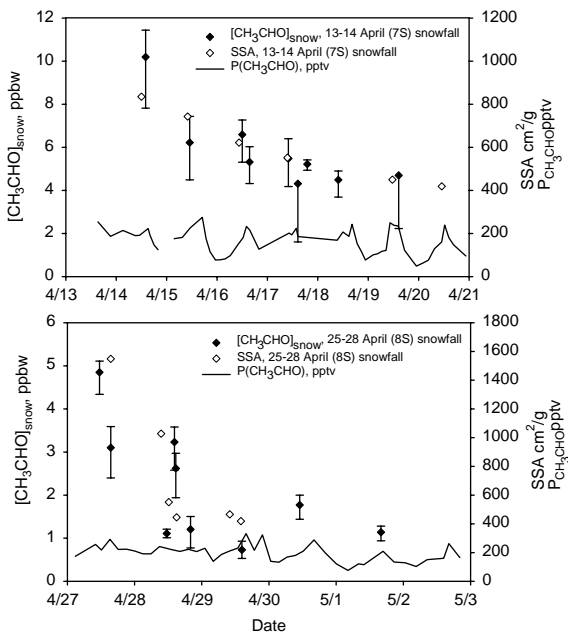 [CH3CHO]snow, 13-14 April (7S) snowfall
SSA, 13-14 April (7S) snowfall
P(CH3CHO), pptv
12
10
8
6
4
2
0
[CH3CHO]snow, ppbw
1200
1000
800
600
400
200
0
SSA cm2/g
PCH3CHOpptv
4/13 4/14 4/15 4/16 4/17 4/18 4/19 4/20 4/21
[CH3CHO]snow, 25-28 April (8S) snowfall
SSA, 25-28 April (8S) snowfall
P(CH3CHO), pptv
6
5
4
3
2
1
0
[CH3CHO]snow, ppbw
1800
1600
1400
1200
1000
800
600
400
200
0
SSA cm2/g
PCH3CHOpptv
4/27 4/28 4/29 4/30 5/1 5/2 5/3
Date